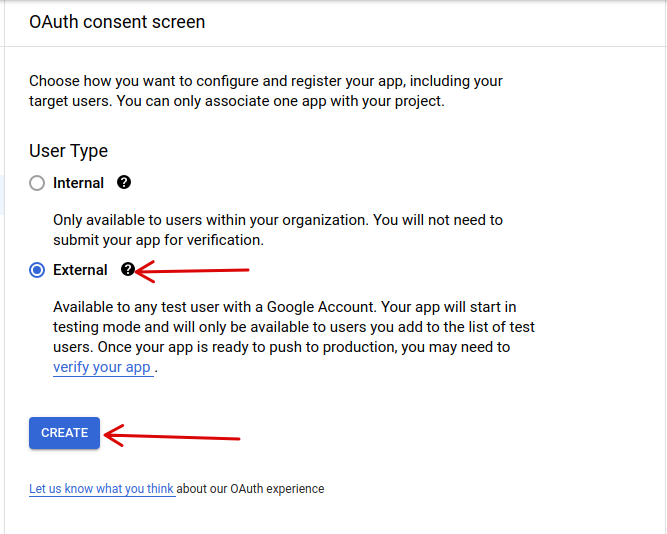 OAuth consent screen
Choose how you want to configure and register your app, including your
target users. You can only associate one app with your project.
User Type
Internal ?
Only available to users within your organization. You will not need to
submit your app for verification.
External ?
Available to any test user with a Google Account. Your app will start in
testing mode and will only be available to users you add to the list of test
users. Once your app is ready to push to production, you may need to
verify your app .
CREATE
Let us know what you think about our OAuth experience